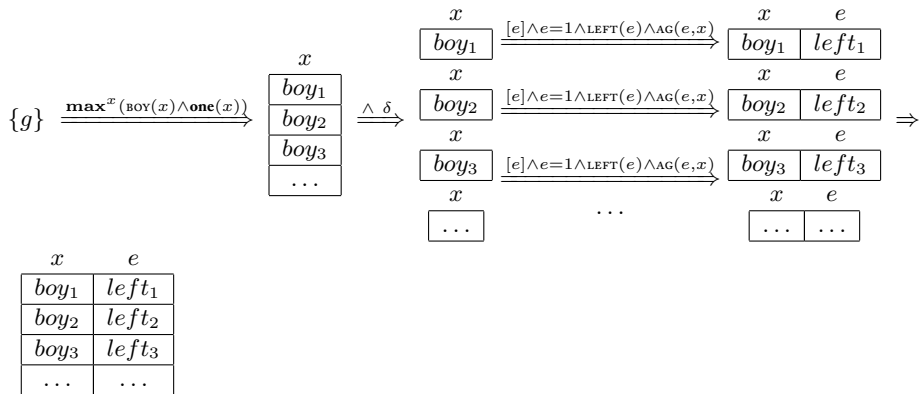 x
boy₁
boy₂
boy₃
...
{g} max^x(BOY(x)∧one(x)) ⟹ ∧ δ ⟹ ⇒
x [e]∧e=1∧LEFT(e)∧AG(e,x) x e
boy₁ ⟹ boy₁ left₁
x [e]∧e=1∧LEFT(e)∧AG(e,x) x e
boy₂ ⟹ boy₂ left₂
x [e]∧e=1∧LEFT(e)∧AG(e,x) x e
boy₃ ⟹ boy₃ left₃
x ... x e
... ... ...
x e
boy₁ left₁
boy₂ left₂
boy₃ left₃
... ...